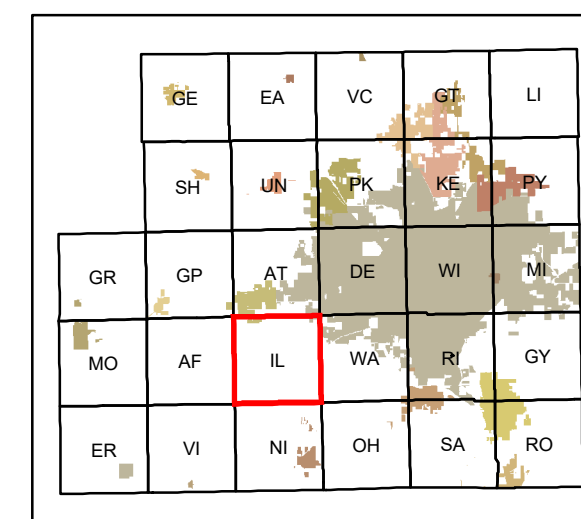 GE EA VC GT LI
SH UN PK KE PY
GR GP AT DE WI MI
MO AF IL WA RI GY
ER VI NI OH SA RO